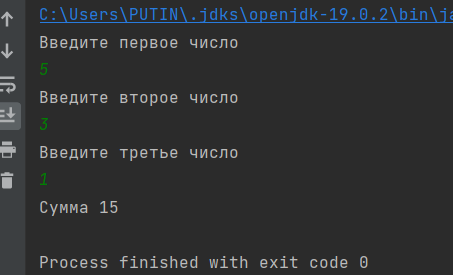 C:\Users\PUTIN\.jdks\openjdk-19.0.2\bin\ja
Введите первое число
5
Введите второе число
3
Введите третье число
1
Сумма 15
Process finished with exit code 0